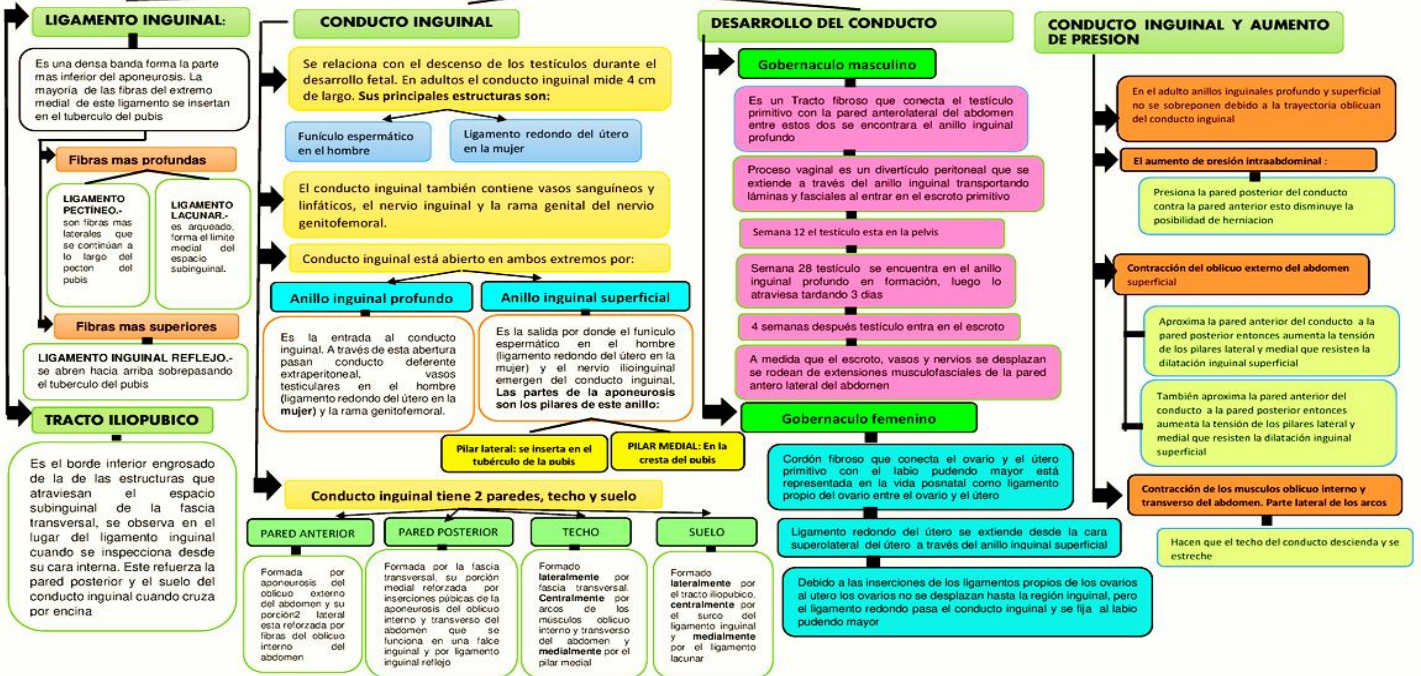 LIGAMENTO INGUINAL:
Es una densa banda forma la parte
mas inferior del aponeurosis. La
mayoría de las fibras del extremo
medial de este ligamento se insertan
en el tuberculo del pubis
Fibras mas profundas
LIGAMENTO
PECTÍNEO.-
son fibras mas
laterales que
se continúan a
lo largo del
pecten del
pubis
LIGAMENTO
LACUNAR.-
es arqueado,
forma el limite
medial del
espacio
subinguinal.
Fibras mas superiores
LIGAMENTO INGUINAL REFLEJO.-
se abren hacia arriba sobrepasando
el tuberculo del pubis
TRACTO ILIOPUBICO
Es el borde inferior engrosado
de la de las estructuras que
atraviesan el espacio
subinguinal de la fascia
transversal, se observa en el
lugar del ligamento inguinal
cuando se inspecciona desde
su cara interna. Este refuerza la
pared posterior y el suelo del
conducto inguinal cuando cruza
por encina
CONDUCTO INGUINAL
Se relaciona con el descenso de los testículos durante el
desarrollo fetal. En adultos el conducto inguinal mide 4 cm
de largo. Sus principales estructuras son:
Funículo espermático
en el hombre
Ligamento redondo del útero
en la mujer
El conducto inguinal también contiene vasos sanguíneos y
linfáticos, el nervio inguinal y la rama genital del nervio
genitofemoral.
Conducto inguinal está abierto en ambos extremos por:
Anillo inguinal profundo
Es la entrada al conducto
inguinal. A través de esta abertura
pasan conducto deferente
extraperitoneal, vasos
testiculares en el hombre
(ligamento redondo del útero en la
mujer) y la rama genitofemoral.
Anillo inguinal superficial
Es la salida por donde el funiculo
espermático en el hombre
(ligamento redondo del útero en la
mujer) y el nervio ilioinguinal
emergen del conducto inguinal,
Las partes de la aponeurosis
son los pilares de este anillo:
Pilar lateral: se inserta en el
tubérculo de la pubis
PILAR MEDIAL: En la
cresta del pubis
Conducto inguinal tiene 2 paredes, techo y suelo
PARED ANTERIOR
Formada por
aponeurosis del
oblicuo externo
del abdomen y su
porción2 lateral
esta reforzada por
fibras del oblicuo
interno del
abdomen
PARED POSTERIOR
Formada por la fascia
transversal, su porción
medial reforzada por
inserciones púbicas de la
aponeurosis del oblicuo
interno y transverso del
abdomen que se
funciona en una falce
inguinal y por ligamento
inguinal reflejo
TECHO
Formado
lateralmente por
fascia transversal.
Centralmente por
arcos de los
músculos oblicuo
interno y transverso
del abdomen y
medialmente por el
pilar medial
SUELO
Formado
lateralmente por
el tracto iliopubico,
centralmente por
el surco del
ligamento inguinal
y medialmente
por el ligamento
lacunar
DESARROLLO DEL CONDUCTO
Gobernaculo masculino
Es un Tracto fibroso que conecta el testículo
primitivo con la pared anterolateral del abdomen
entre estos dos se encontrara el anillo inguinal
profundo
Proceso vaginal es un divertículo peritoneal que se
extiende a través del anillo inguinal transportando
láminas y fasciales al entrar en el escroto primitivo
Semana 12 el testículo esta en la pelvis
Semana 28 testículo se encuentra en el anillo
inguinal profundo en formación, luego lo
atraviesa tardando 3 dias
4 semanas después testículo entra en el escroto
A medida que el escroto, vasos y nervios se desplazan
se rodean de extensiones musculofasciales de la pared
antero lateral del abdomen
Gobernaculo femenino
Cordón fibroso que conecta el ovario y el útero
primitivo con el labio pudendo mayor está
representada en la vida posnatal como ligamento
propio del ovario entre el ovario y el útero
Ligamento redondo del útero se extiende desde la cara
superolateral del útero a través del anillo inguinal superficial
Debido a las inserciones de los ligamentos propios de los ovarios
al utero los ovarios no se desplazan hasta la región inguinal, pero
el ligamento redondo pasa el conducto inguinal y se fija al labio
pudendo mayor
CONDUCTO INGUINAL Y AUMENTO
DE PRESION
En el adulto anillos inguinales profundo y superficial
no se sobreponen debido a la trayectoria oblicuan
del conducto inguinal
El aumento de presión intraabdominal :
Presiona la pared posterior del conducto
contra la pared anterior esto disminuye la
posibilidad de herniacion
Contracción del oblicuo externo del abdomen
superficial
Aproxima la pared anterior del conducto a la
pared posterior entonces aumenta la tensión
de los pilares lateral y medial que resisten la
dilatación inguinal superficial
También aproxima la pared anterior del
conducto a la pared posterior entonces
aumenta la tensión de los pilares lateral y
medial que resisten la dilatación inguinal
superficial
Contracción de los musculos oblicuo interno y
transverso del abdomen. Parte lateral de los arcos
Hacen que el techo del conducto descienda y se
estreche